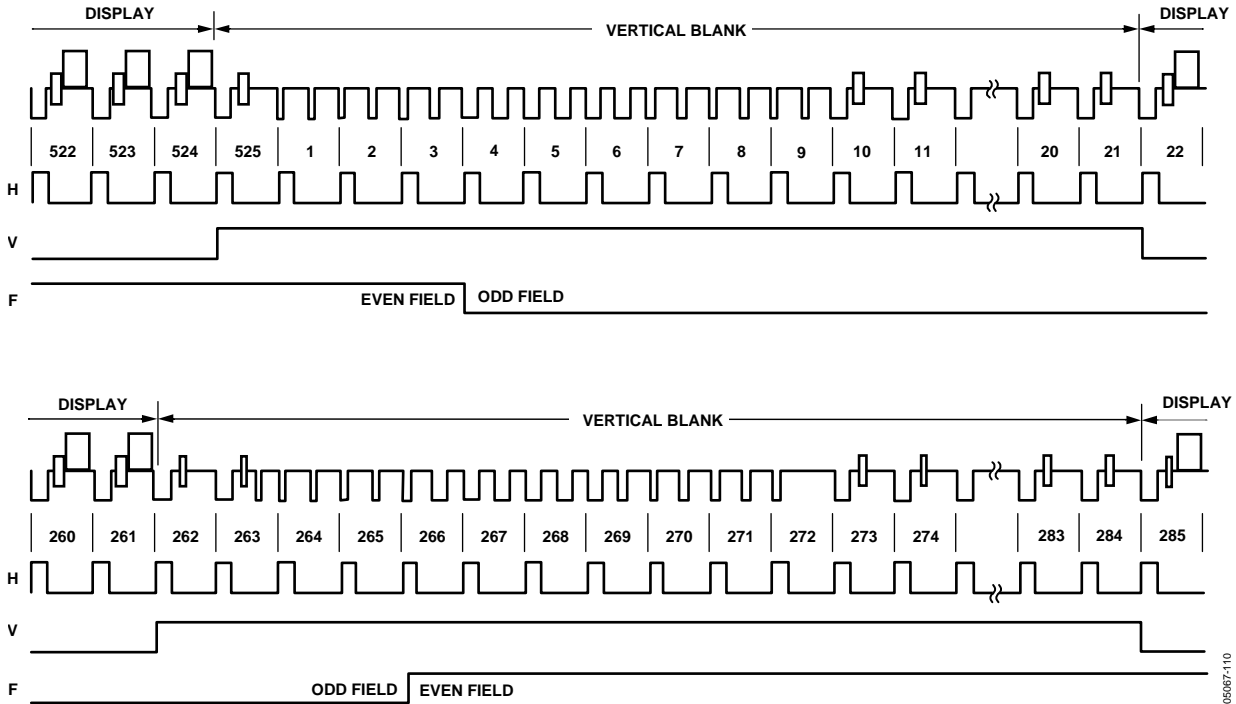 DISPLAY VERTICAL BLANK DISPLAY
522 523 524 525 1 2 3 4 5 6 7 8 9 10 11 20 21 22
H
V
F EVEN FIELD ODD FIELD
DISPLAY VERTICAL BLANK DISPLAY
260 261 262 263 264 265 266 267 268 269 270 271 272 273 274 283 284 285
H
V
F ODD FIELD EVEN FIELD
05067-110